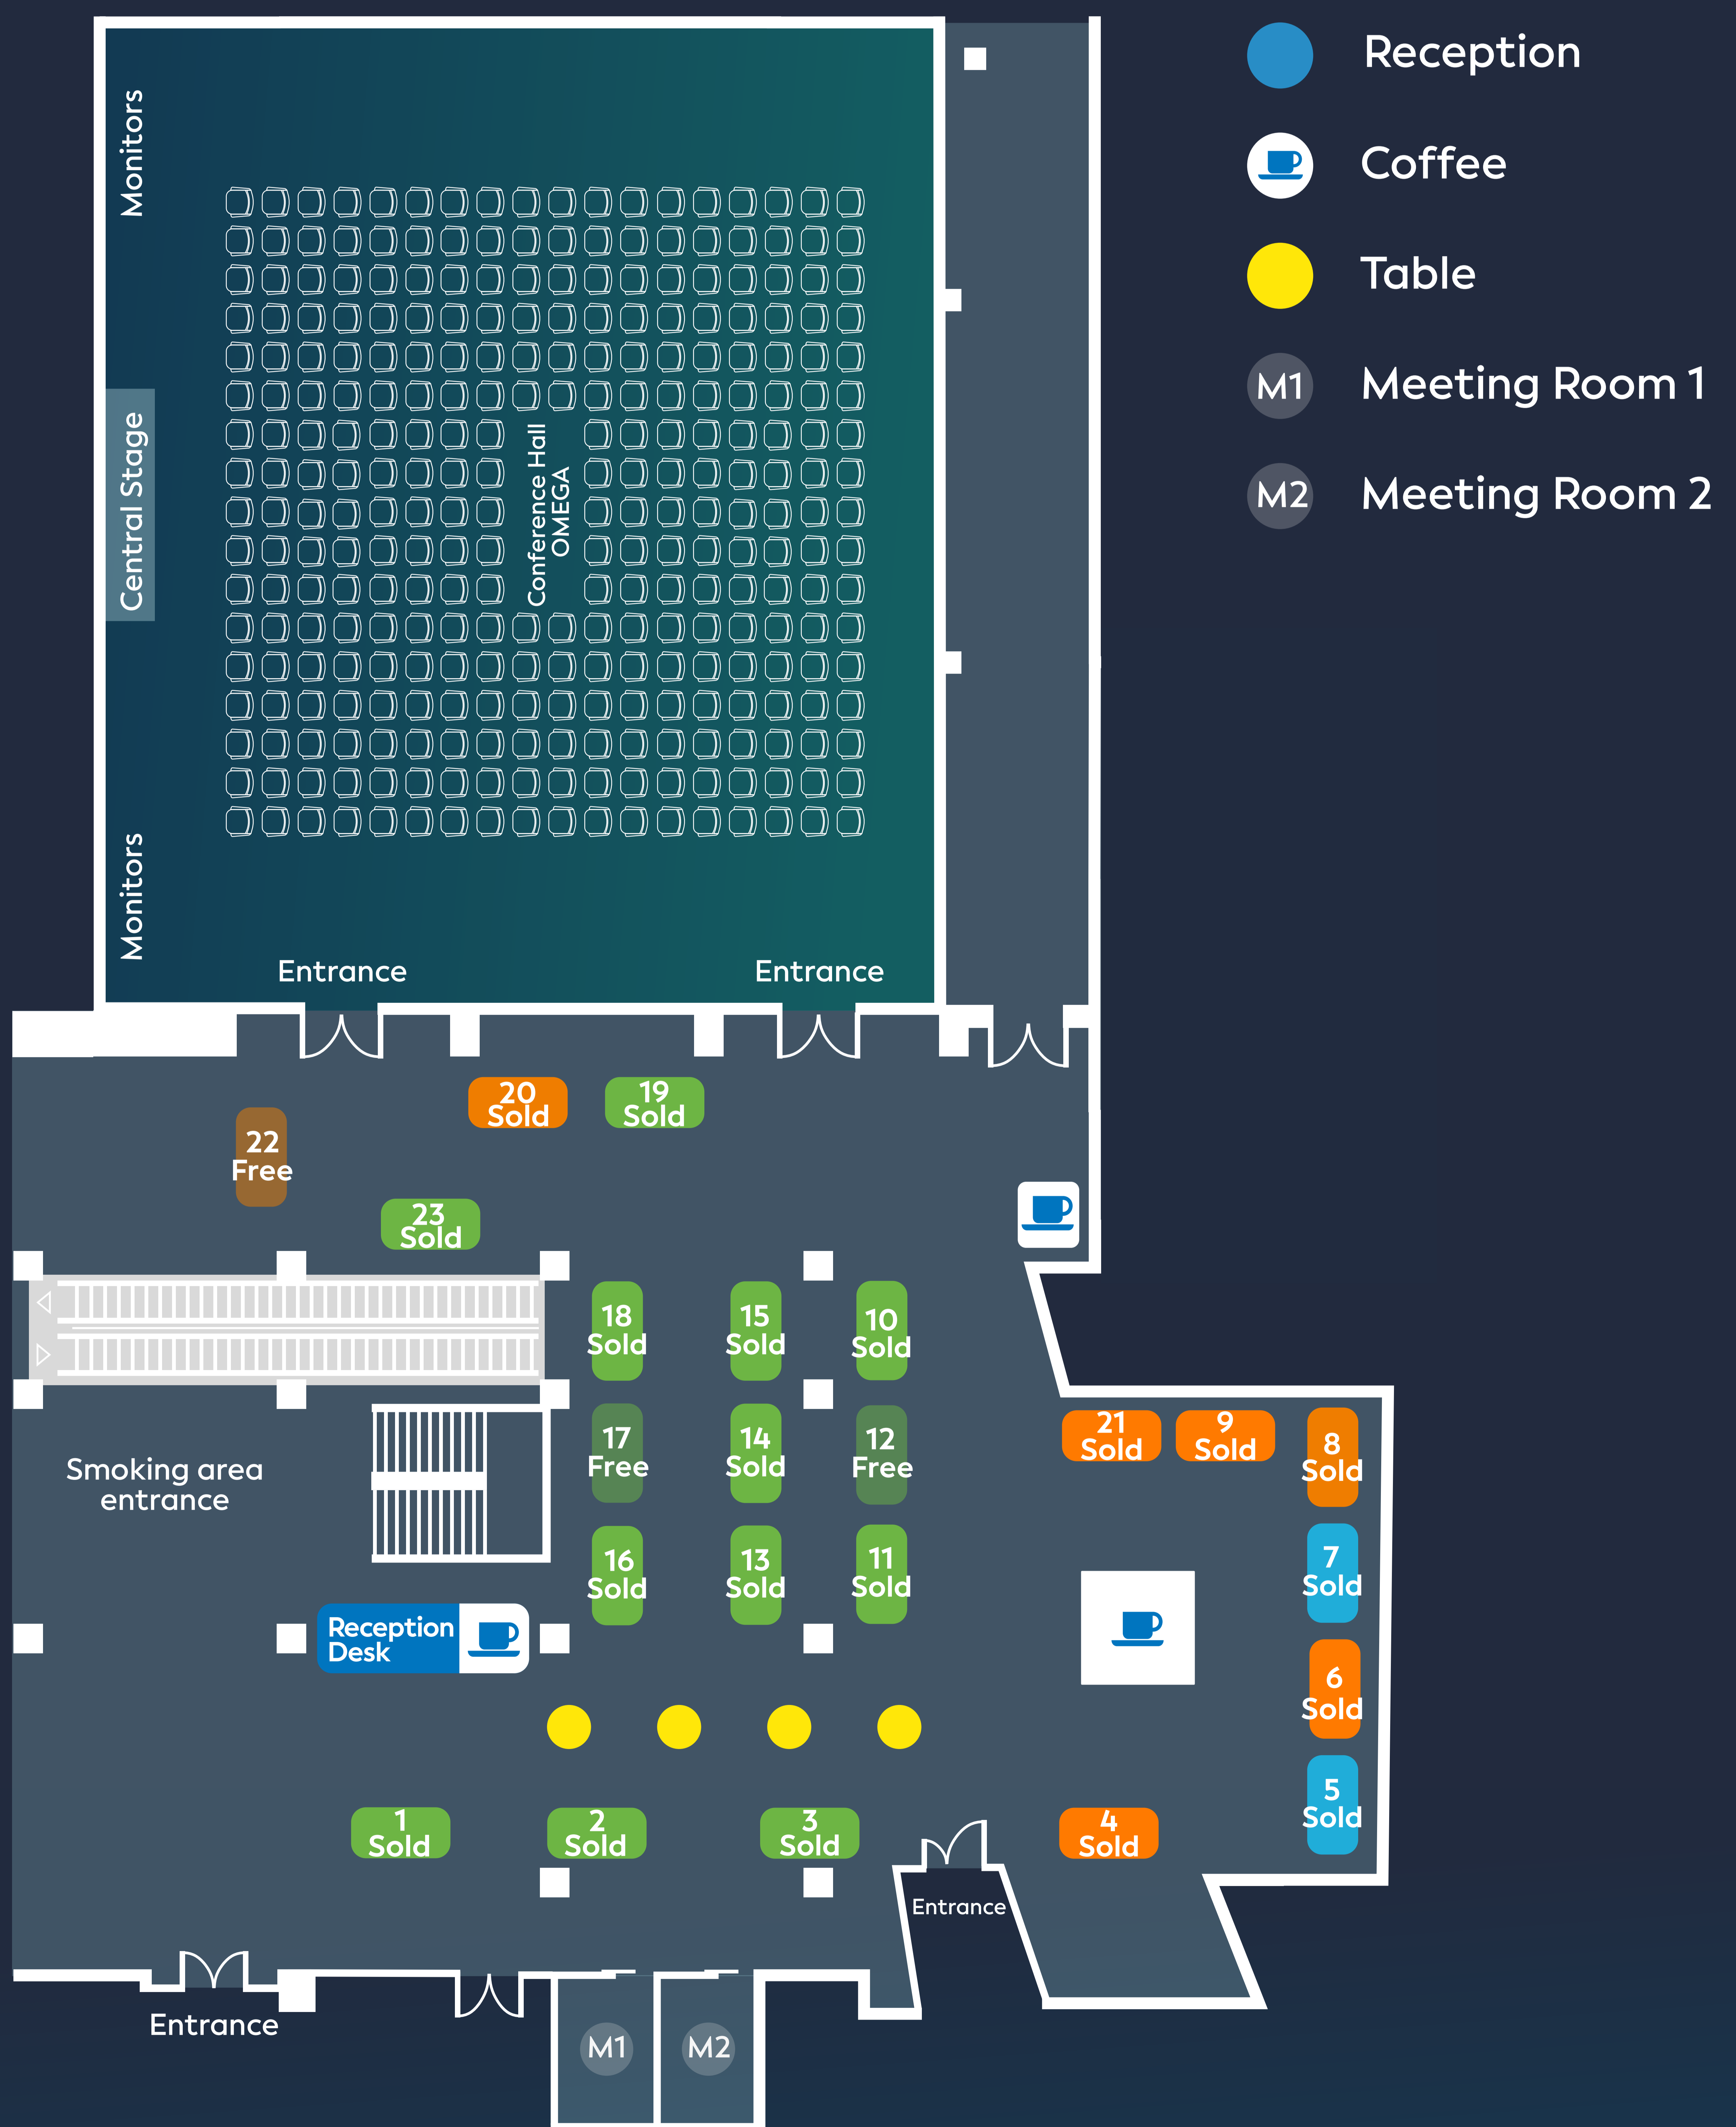 Reception
Coffee
Table
M1 Meeting Room 1
M2 Meeting Room 2
Monitors
Central Stage
Monitors
Conference Hall
OMEGA
Entrance
Entrance
20
Sold
19
Sold
22
Free
23
Sold
18
Sold
15
Sold
10
Sold
17
Free
14
Sold
12
Free
21
Sold
9
Sold
8
Sold
Smoking area
entrance
16
Sold
13
Sold
11
Sold
7
Sold
Reception
Desk
6
Sold
5
Sold
1
Sold
2
Sold
3
Sold
4
Sold
Entrance
Entrance
M1
M2